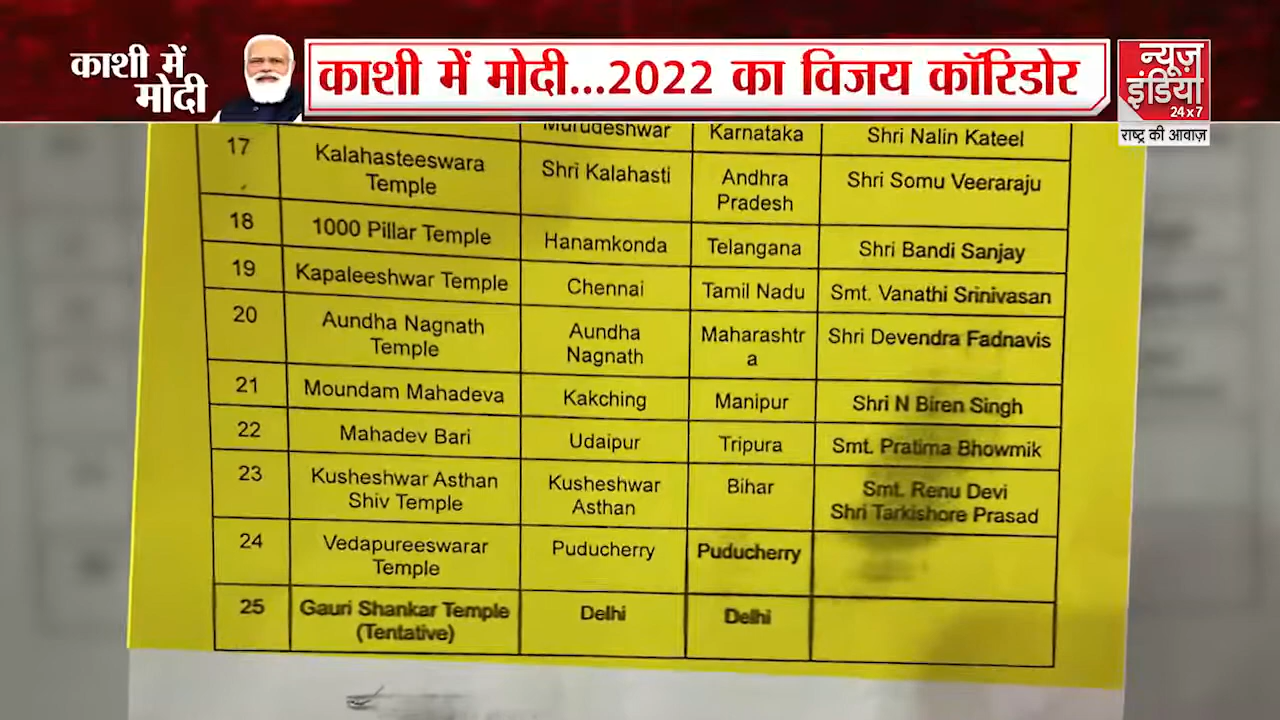 काशी में
मोदी
काशी में मोदी...2022 का विजय कॉरिडोर
न्यूज़
इंडिया
24x7
राष्ट्र की आवाज़
Murudeshwar Karnataka Shri Nalin Kateel
17 Kalahasteeswara Temple Shri Kalahasti Andhra Pradesh Shri Somu Veeraraju
18 1000 Pillar Temple Hanamkonda Telangana Shri Bandi Sanjay
19 Kapaleeshwar Temple Chennai Tamil Nadu Smt. Vanathi Srinivasan
20 Aundha Nagnath Temple Aundha Nagnath Maharashtra Shri Devendra Fadnavis
21 Moundam Mahadeva Kakching Manipur Shri N Biren Singh
22 Mahadev Bari Udaipur Tripura Smt. Pratima Bhowmik
23 Kusheshwar Asthan Shiv Temple Kusheshwar Asthan Bihar Smt. Renu Devi Shri Tarkishore Prasad
24 Vedapureeswarar Temple Puducherry Puducherry
25 Gauri Shankar Temple (Tentative) Delhi Delhi